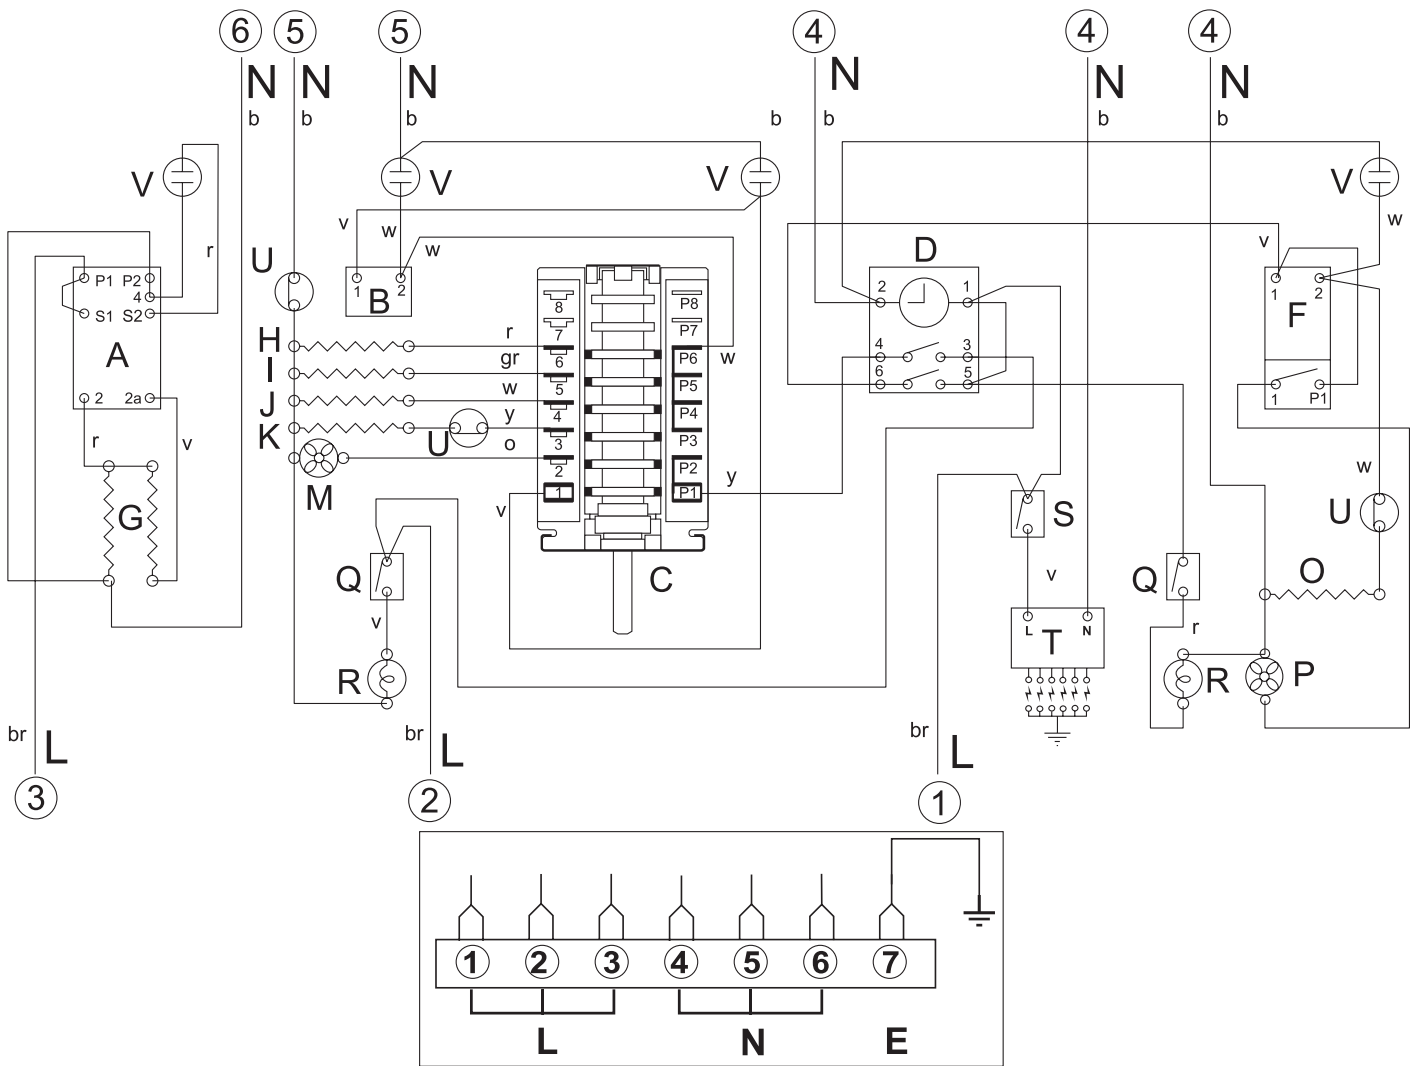 6 5 5 4 4 4
N N N N N N
b b b b b b b
V V V V
r v w w v w
U D
P1 P2
4
S1 S2
A
1 B 2
2 1
1 F 2
8 P8
7 P7
H r 6 P6 w
I gr 5 P5
J w 4 P4
K U y 3 P3
M o 2 P2
v 1 P1 y
4 3
6 5
1 P1
2 2a
r v
G
C
S
w
U
Q Q O
v v r
L T N
R R P
br L br L br L
3 2 1
1 2 3 4 5 6 7
L N E